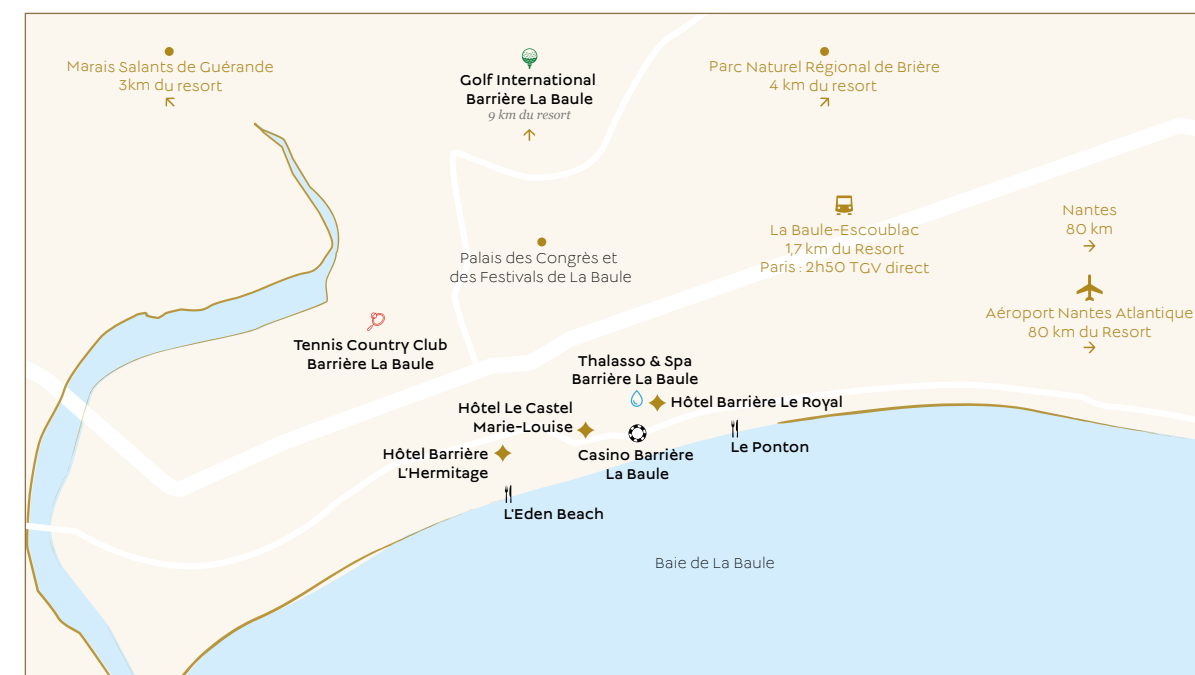 Marais Salants de Guérande
3km du resort
Golf International
Barrière La Baule
9 km du resort
Parc Naturel Régional de Brière
4 km du resort
La Baule-Escoublac
1,7 km du Resort
Paris : 2h50 TGV direct
Nantes
80 km
Palais des Congrès et
des Festivals de La Baule
Aéroport Nantes Atlantique
80 km du Resort
Tennis Country Club
Barrière La Baule
Thalasso & Spa
Barrière La Baule
Hôtel Barrière Le Royal
Hôtel Le Castel
Marie-Louise
Hôtel Barrière
L'Hermitage
Casino Barrière
La Baule
Le Ponton
L'Eden Beach
Baie de La Baule